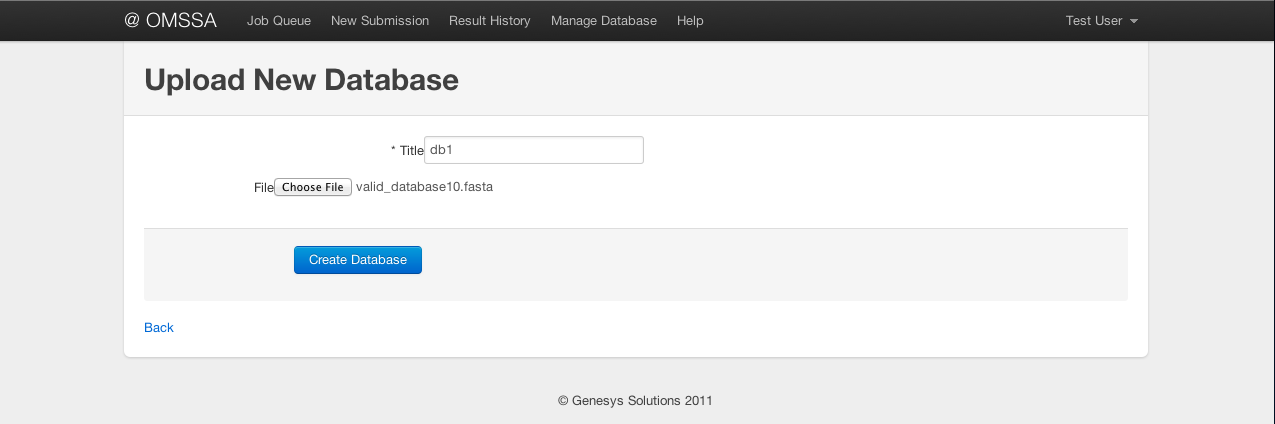 @ OMSSA Job Queue New Submission Result History Manage Database Help Test User
Upload New Database
* Title db1
File Choose File valid_database10.fasta
Create Database
Back
© Genesys Solutions 2011